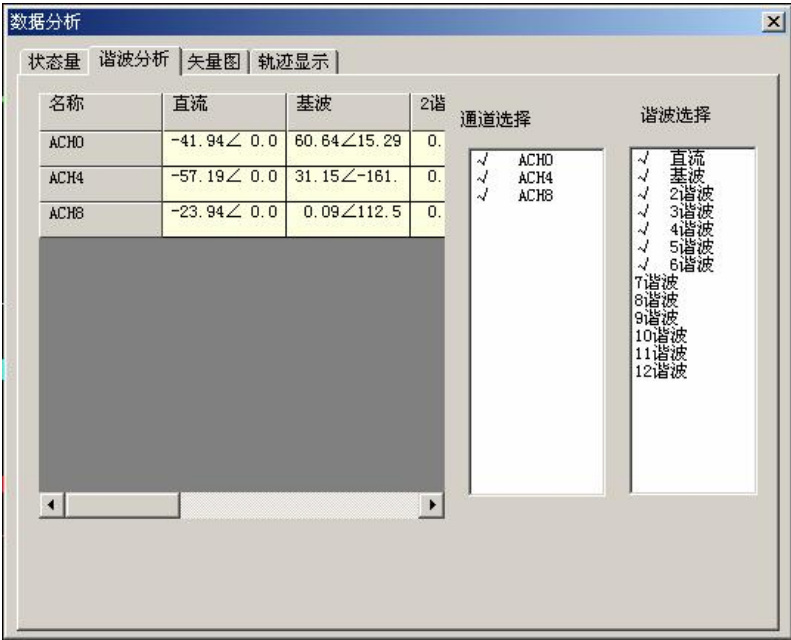 数据分析
状态量 谐波分析 矢量图 轨迹显示
名称 直流 基波 2谐
ACH0 -41.94∠ 0.0 60.64∠15.29 0.
ACH4 -57.19∠ 0.0 31.15∠-161. 0.
ACH8 -23.94∠ 0.0 0.09∠112.5 0.
通道选择
√ ACH0
√ ACH4
√ ACH8
谐波选择
√ 直流
√ 基波
√ 2谐波
√ 3谐波
√ 4谐波
√ 5谐波
√ 6谐波
7谐波
8谐波
9谐波
10谐波
11谐波
12谐波